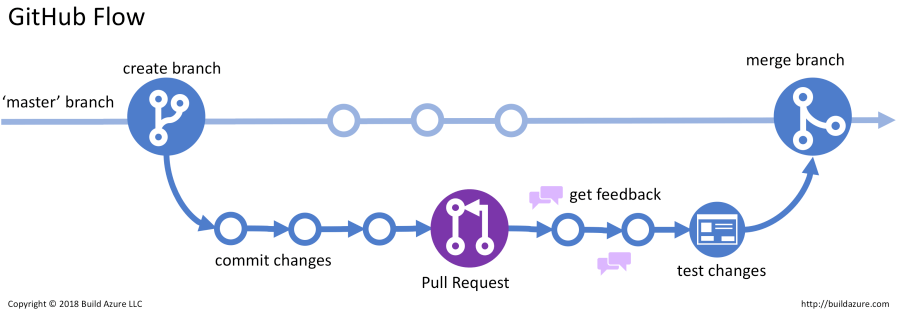 GitHub Flow
create branch
merge branch
‘master’ branch
get feedback
commit changes
Pull Request
test changes
Copyright © 2018 Build Azure LLC
http://buildazure.com